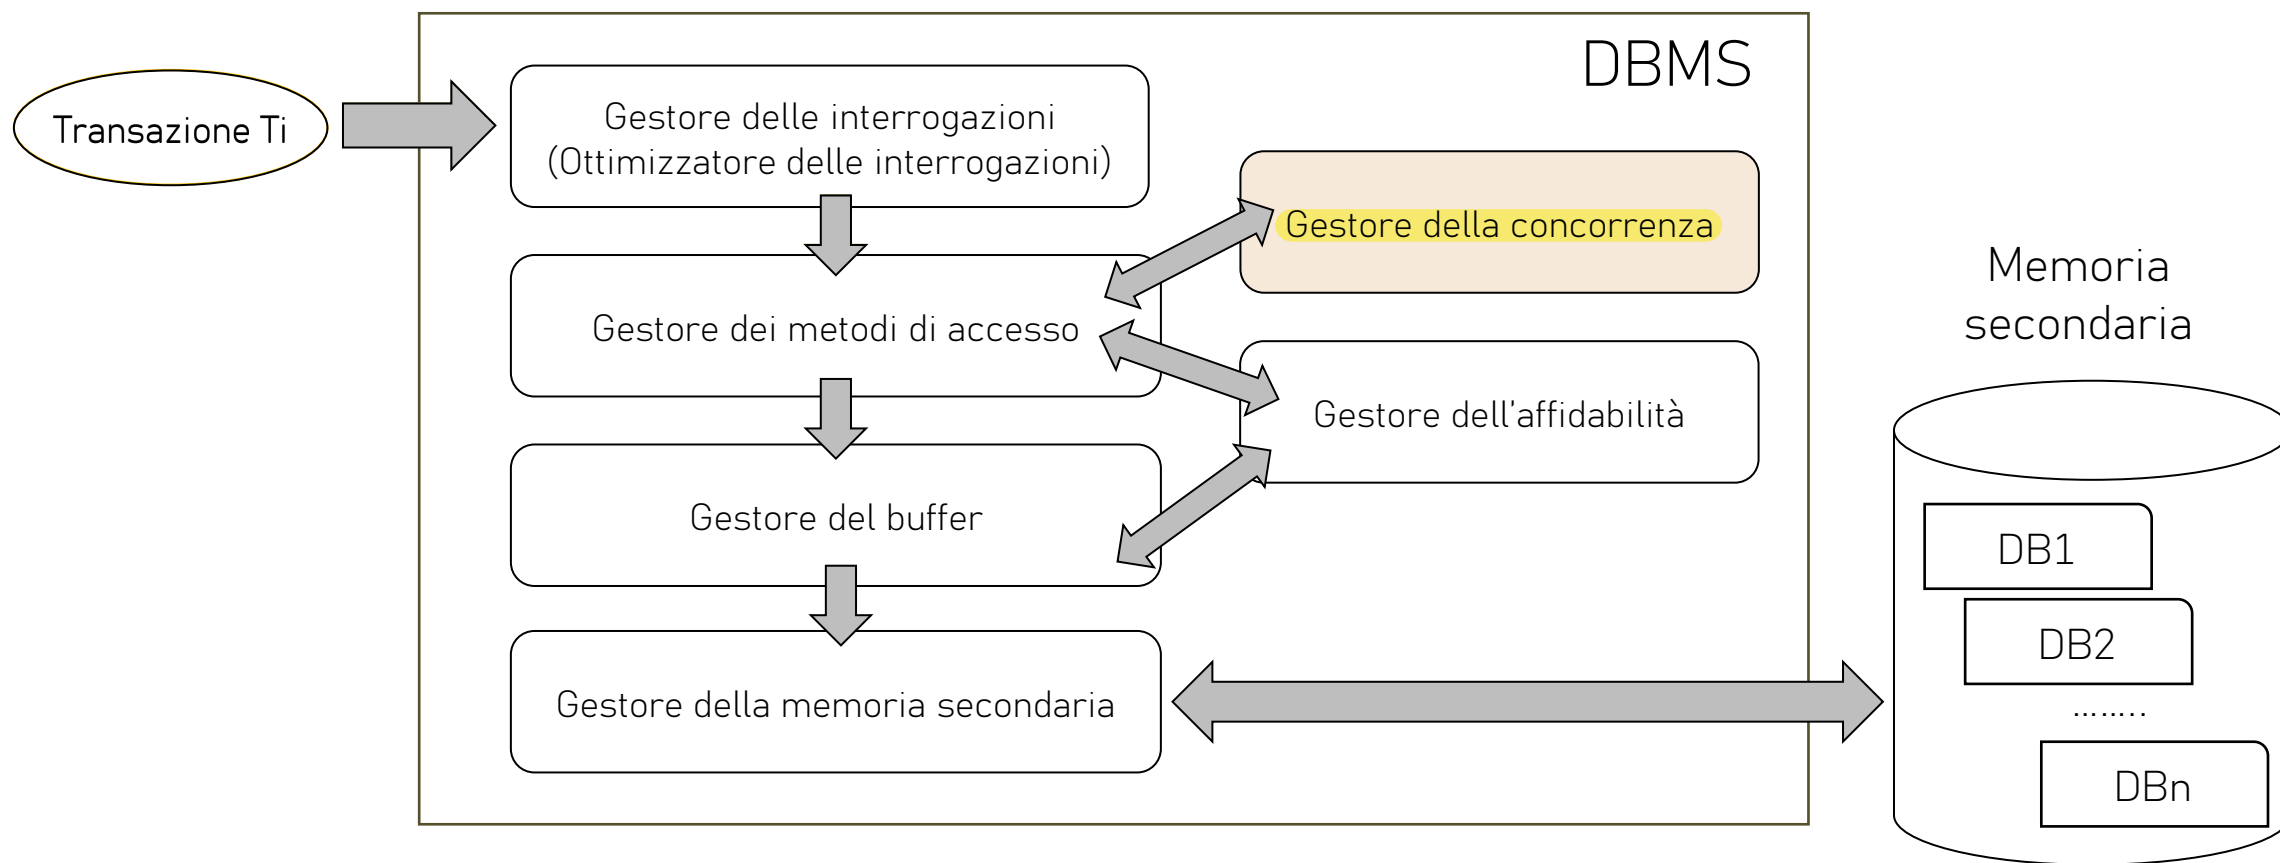 DBMS
Transazione Ti
Gestore delle interrogazioni
(Ottimizzatore delle interrogazioni)
Gestore della concorrenza
Gestore dei metodi di accesso
Gestore dell'affidabilità
Gestore del buffer
Gestore della memoria secondaria
Memoria
secondaria
DB1
DB2
........
DBn